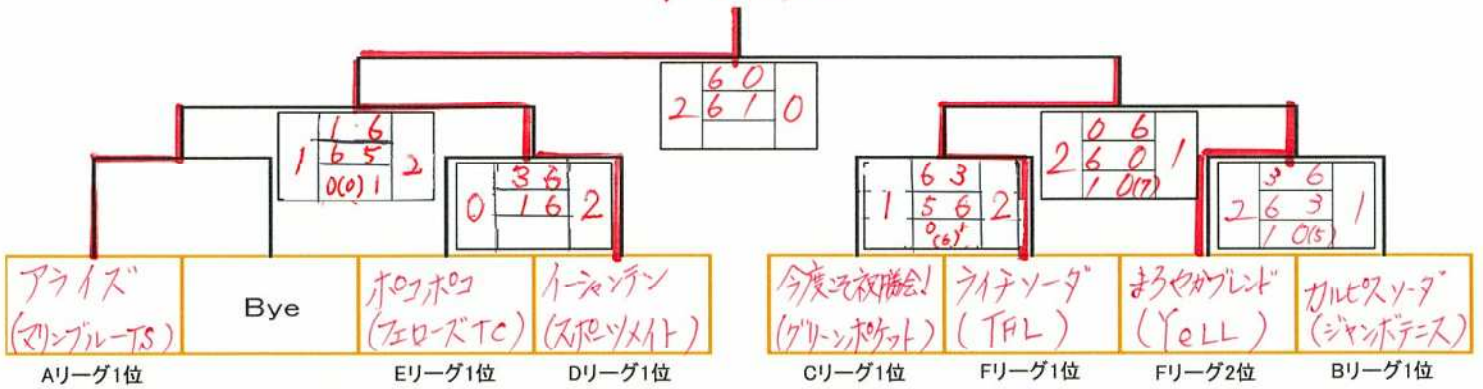 6 0
2 6 1 0
1 6
1 6 5 2
0(0) 1
0 6
2 6 0 1
1 0(7)
3 6
0 1 6 2
6 3
1 5 6 2
0(6)1
3 6
2 6 3 1
1 0(5)
アライズ
(マリンブルーTS)
Bye
ポコポコ
(フェローズTC)
イーシャンテン
(スポーツメイト)
今度こそ祝勝会!
(グリーンポケット)
ライチソーダ
(TFL)
まろやかブレンド
(YeLL)
カルピスソーダ
(ジャンボテニス)
Aリーグ1位
Eリーグ1位
Dリーグ1位
Cリーグ1位
Fリーグ1位
Fリーグ2位
Bリーグ1位